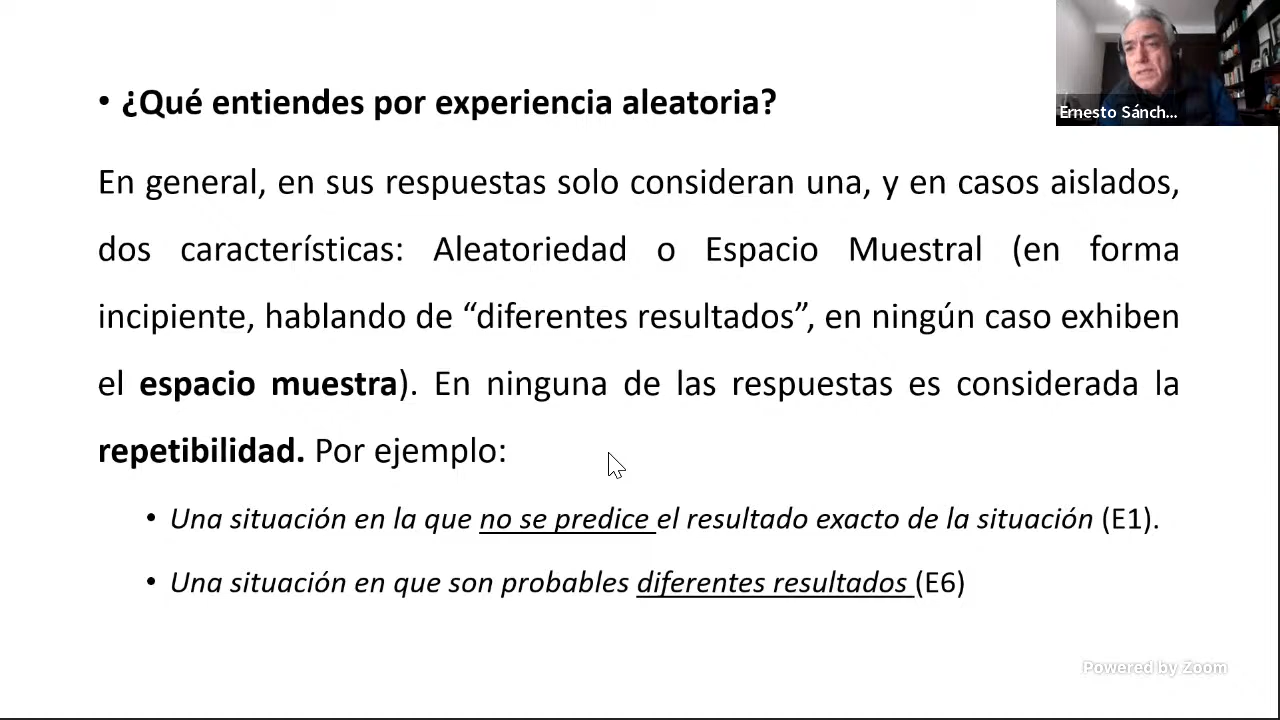 • ¿Qué entiendes por experiencia aleatoria?
En general, en sus respuestas solo consideran una, y en casos aislados,
dos características: Aleatoriedad o Espacio Muestral (en forma
incipiente, hablando de “diferentes resultados”, en ningún caso exhiben
el espacio muestra). En ninguna de las respuestas es considerada la
repetibilidad. Por ejemplo:
• Una situación en la que no se predice el resultado exacto de la situación (E1).
• Una situación en que son probables diferentes resultados (E6)
Ernesto Sánch...
Powered by Zoom